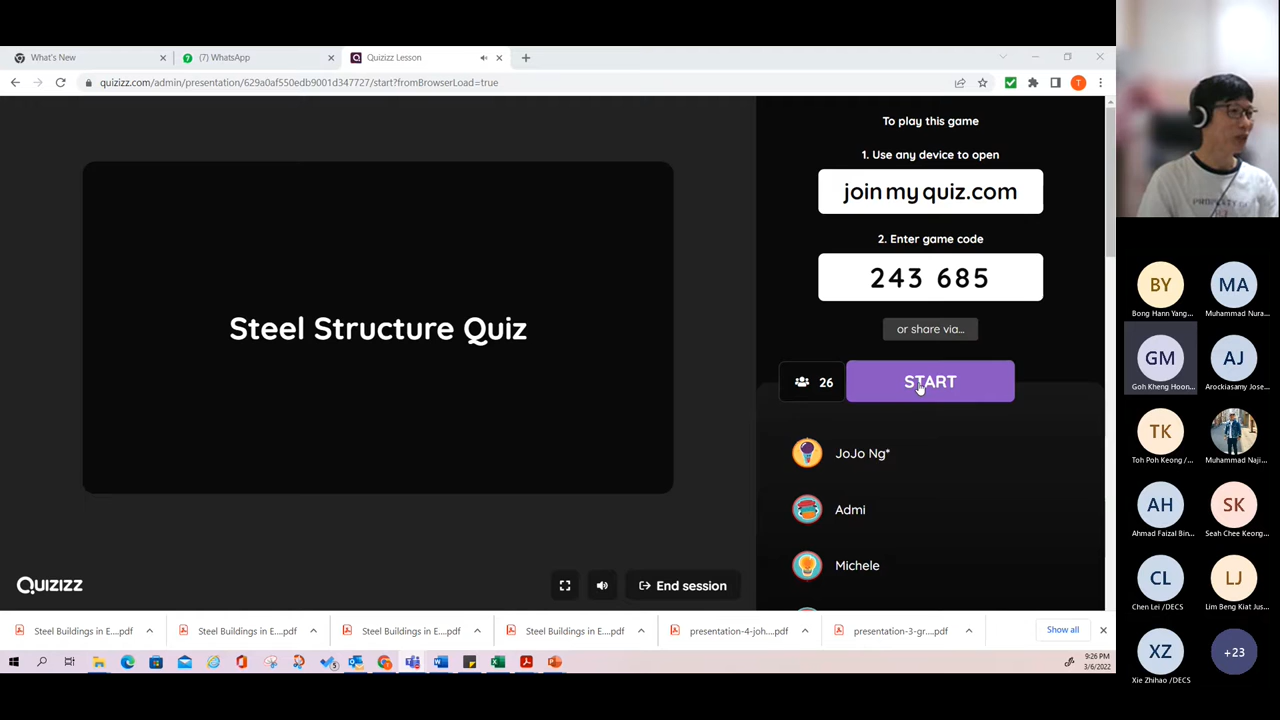 What's New
(7) WhatsApp
Quizizz Lesson
quizizz.com/admin/presentation/629a0af550edb9001d347727/start?fromBrowserLoad=true
T
To play this game
1. Use any device to open
joinmyquiz.com
2. Enter game code
243 685
or share via...
26
START
Steel Structure Quiz
JoJo Ng*
Admi
Michele
Quizizz
End session
Steel Buildings in E....pdf
Steel Buildings in E....pdf
Steel Buildings in E....pdf
Steel Buildings in E....pdf
presentation-4-joh....pdf
presentation-3-gr....pdf
Show all
9:26 PM
3/6/2022
BY
MA
Bong Hann Yang...
Muhammad Nura...
GM
AJ
Goh Kheng Hoon...
Arockiasamy Jose...
TK
Toh Poh Keong /...
Muhammad Naji...
AH
SK
Ahmad Faizal Bin...
Seah Chee Keong...
CL
LJ
Chen Lei /DECS
Lim Beng Kiat Jus...
XZ
+23
Xie Zhihao /DECS